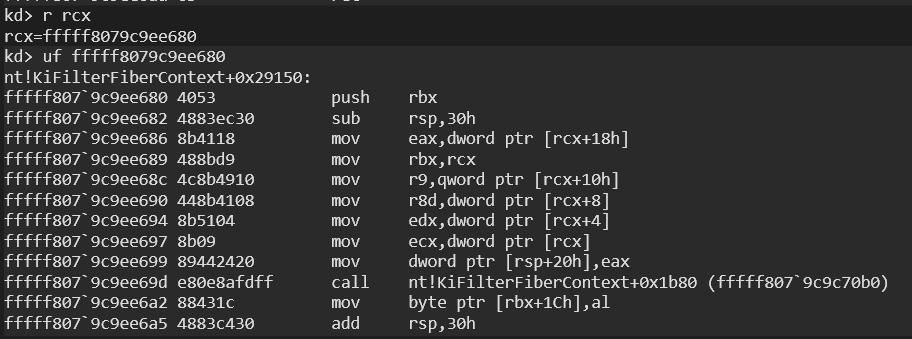 kd> r rcx
rcx=fffff8079c9ee680
kd> uf fffff8079c9ee680
nt!KiFilterFiberContext+0x29150:
fffff807`9c9ee680 4053 push rbx
fffff807`9c9ee682 4883ec30 sub rsp,30h
fffff807`9c9ee686 8b4118 mov eax,dword ptr [rcx+18h]
fffff807`9c9ee689 488bd9 mov rbx,rcx
fffff807`9c9ee68c 4c8b4910 mov r9,qword ptr [rcx+10h]
fffff807`9c9ee690 448b4108 mov r8d,dword ptr [rcx+8]
fffff807`9c9ee694 8b5104 mov edx,dword ptr [rcx+4]
fffff807`9c9ee697 8b09 mov ecx,dword ptr [rcx]
fffff807`9c9ee699 89442420 mov dword ptr [rsp+20h],eax
fffff807`9c9ee69d e80e8afdff call nt!KiFilterFiberContext+0x1b80 (fffff807`9c9c70b0)
fffff807`9c9ee6a2 88431c mov byte ptr [rbx+1Ch],al
fffff807`9c9ee6a5 4883c430 add rsp,30h